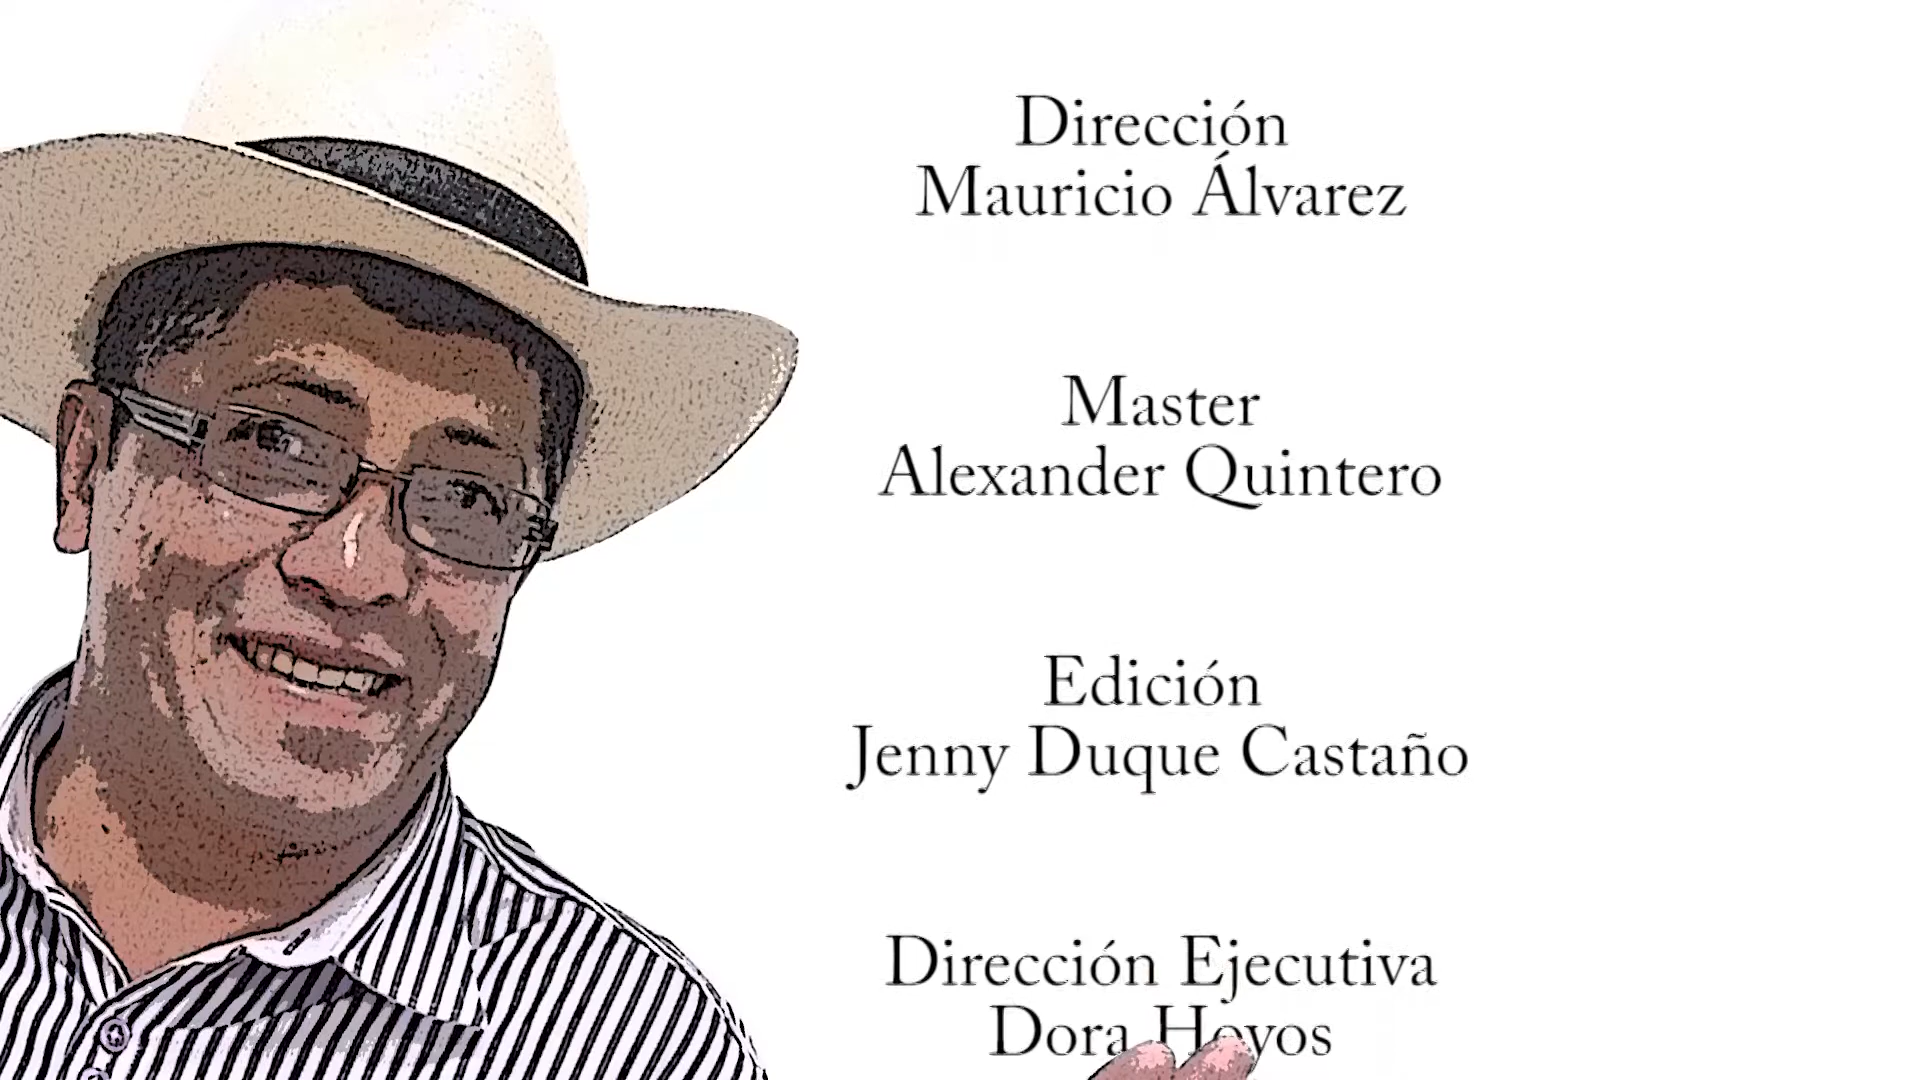 Dirección
Mauricio Álvarez
Master
Alexander Quintero
Edición
Jenny Duque Castaño
Dirección Ejecutiva
Dora Hoyos